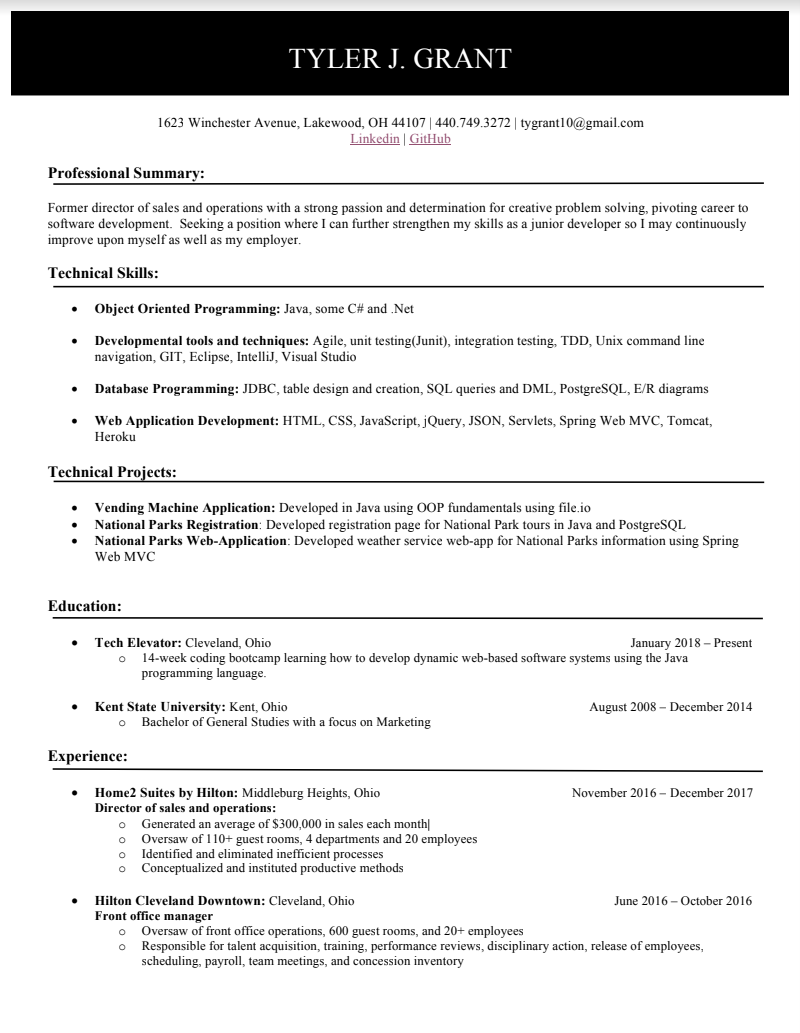 TYLER J. GRANT
1623 Winchester Avenue, Lakewood, OH 44107 | 440.749.3272 | tygrant10@gmail.com
Linkedin | GitHub
Professional Summary:
Former director of sales and operations with a strong passion and determination for creative problem solving, pivoting career to
software development.  Seeking a position where I can further strengthen my skills as a junior developer so I may continuously
improve upon myself as well as my employer.
Technical Skills:
• Object Oriented Programming: Java, some C# and .Net
• Developmental tools and techniques: Agile, unit testing(Junit), integration testing, TDD, Unix command line
navigation, GIT, Eclipse, IntelliJ, Visual Studio
• Database Programming: JDBC, table design and creation, SQL queries and DML, PostgreSQL, E/R diagrams
• Web Application Development: HTML, CSS, JavaScript, jQuery, JSON, Servlets, Spring Web MVC, Tomcat,
Heroku
Technical Projects:
• Vending Machine Application: Developed in Java using OOP fundamentals using file.io
• National Parks Registration: Developed registration page for National Park tours in Java and PostgreSQL
• National Parks Web-Application: Developed weather service web-app for National Parks information using Spring
Web MVC
Education:
• Tech Elevator: Cleveland, Ohio January 2018 – Present
o 14-week coding bootcamp learning how to develop dynamic web-based software systems using the Java
programming language.
• Kent State University: Kent, Ohio August 2008 – December 2014
o Bachelor of General Studies with a focus on Marketing
Experience:
• Home2 Suites by Hilton: Middleburg Heights, Ohio November 2016 – December 2017
Director of sales and operations:
o Generated an average of $300,000 in sales each month|
o Oversaw of 110+ guest rooms, 4 departments and 20 employees
o Identified and eliminated inefficient processes
o Conceptualized and instituted productive methods
• Hilton Cleveland Downtown: Cleveland, Ohio June 2016 – October 2016
Front office manager
o Oversaw of front office operations, 600 guest rooms, and 20+ employees
o Responsible for talent acquisition, training, performance reviews, disciplinary action, release of employees,
scheduling, payroll, team meetings, and concession inventory